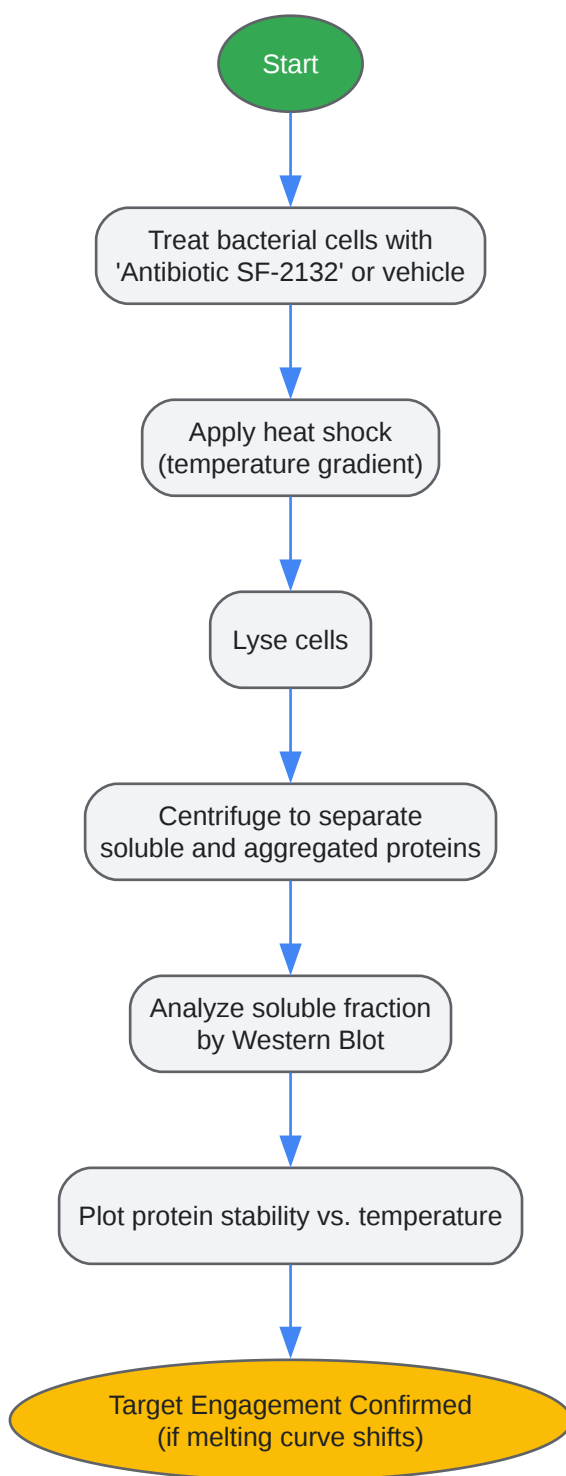 Start
Treat bacterial cells with
'Antibiotic SF-2132' or vehicle
Apply heat shock
(temperature gradient)
Lyse cells
Centrifuge to separate
soluble and aggregated proteins
Analyze soluble fraction
by Western Blot
Plot protein stability vs. temperature
Target Engagement Confirmed
(if melting curve shifts)